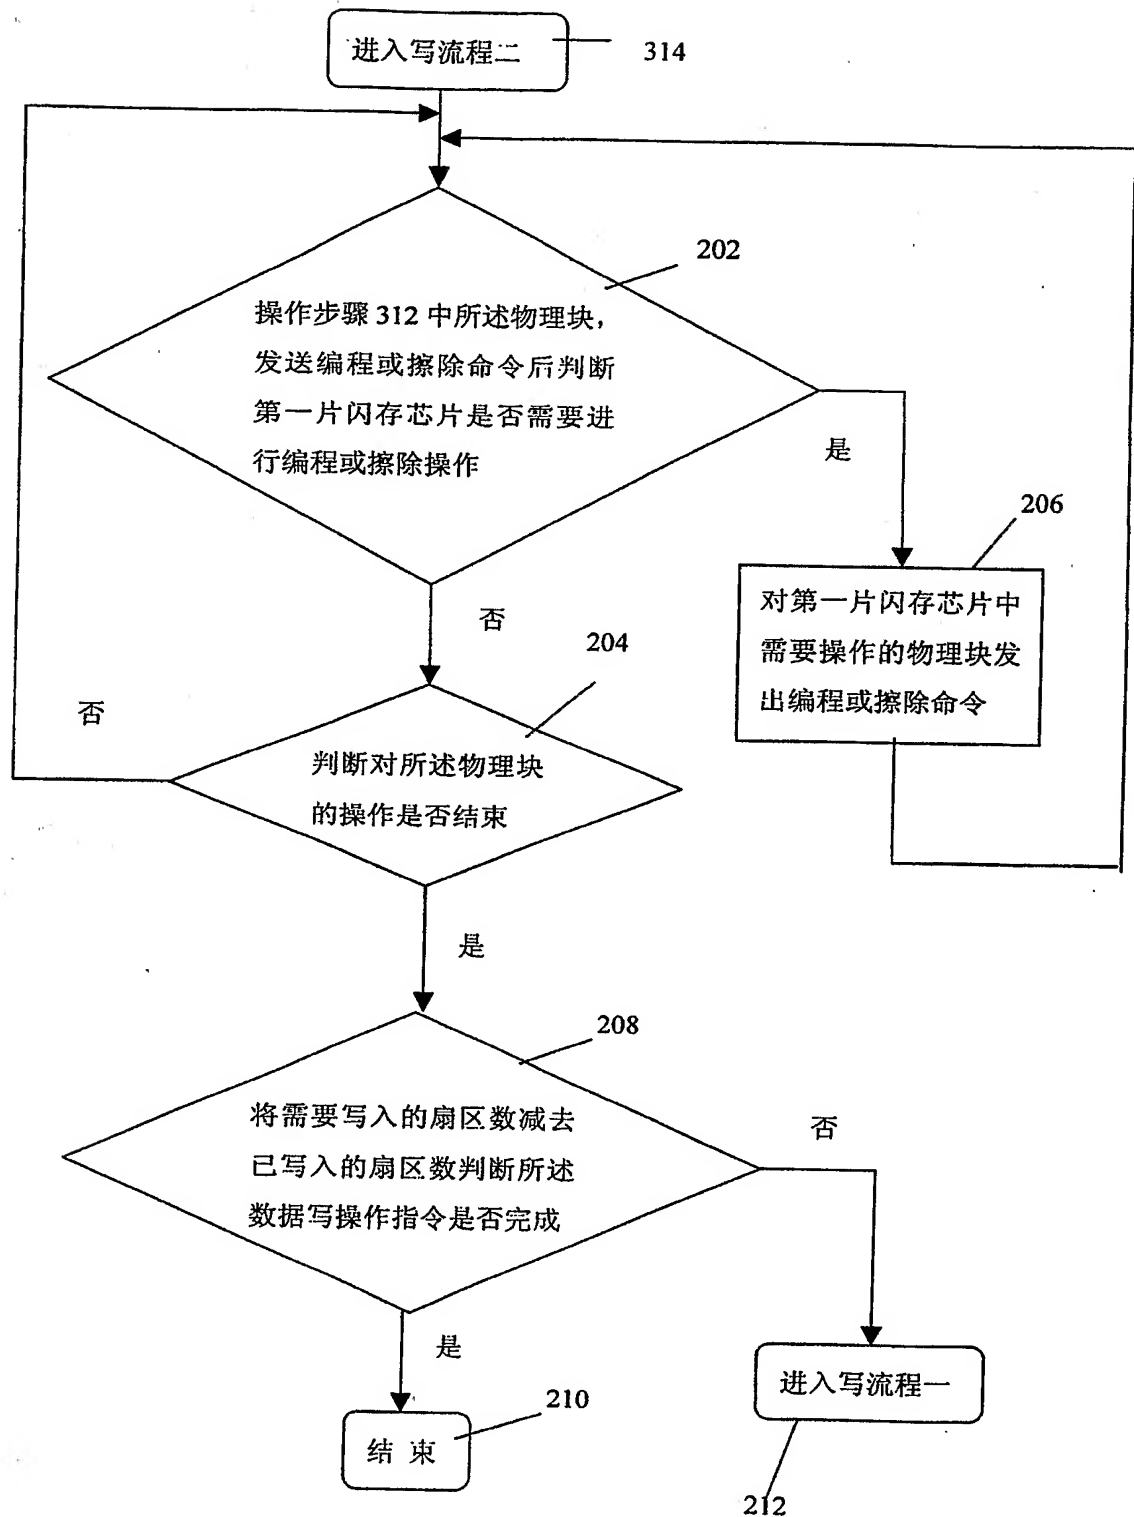 进入写流程二
314
202
操作步骤 312 中所述物理块，
发送编程或擦除命令后判断
第一片闪存芯片是否需要进
行编程或擦除操作
是
206
对第一片闪存芯片中
需要操作的物理块发
出编程或擦除命令
否
204
否
判断对所述物理块
的操作是否结束
是
208
将需要写入的扇区数减去
已写入的扇区数判断所述
数据写操作指令是否完成
否
是
进入写流程一
210
结 束
212